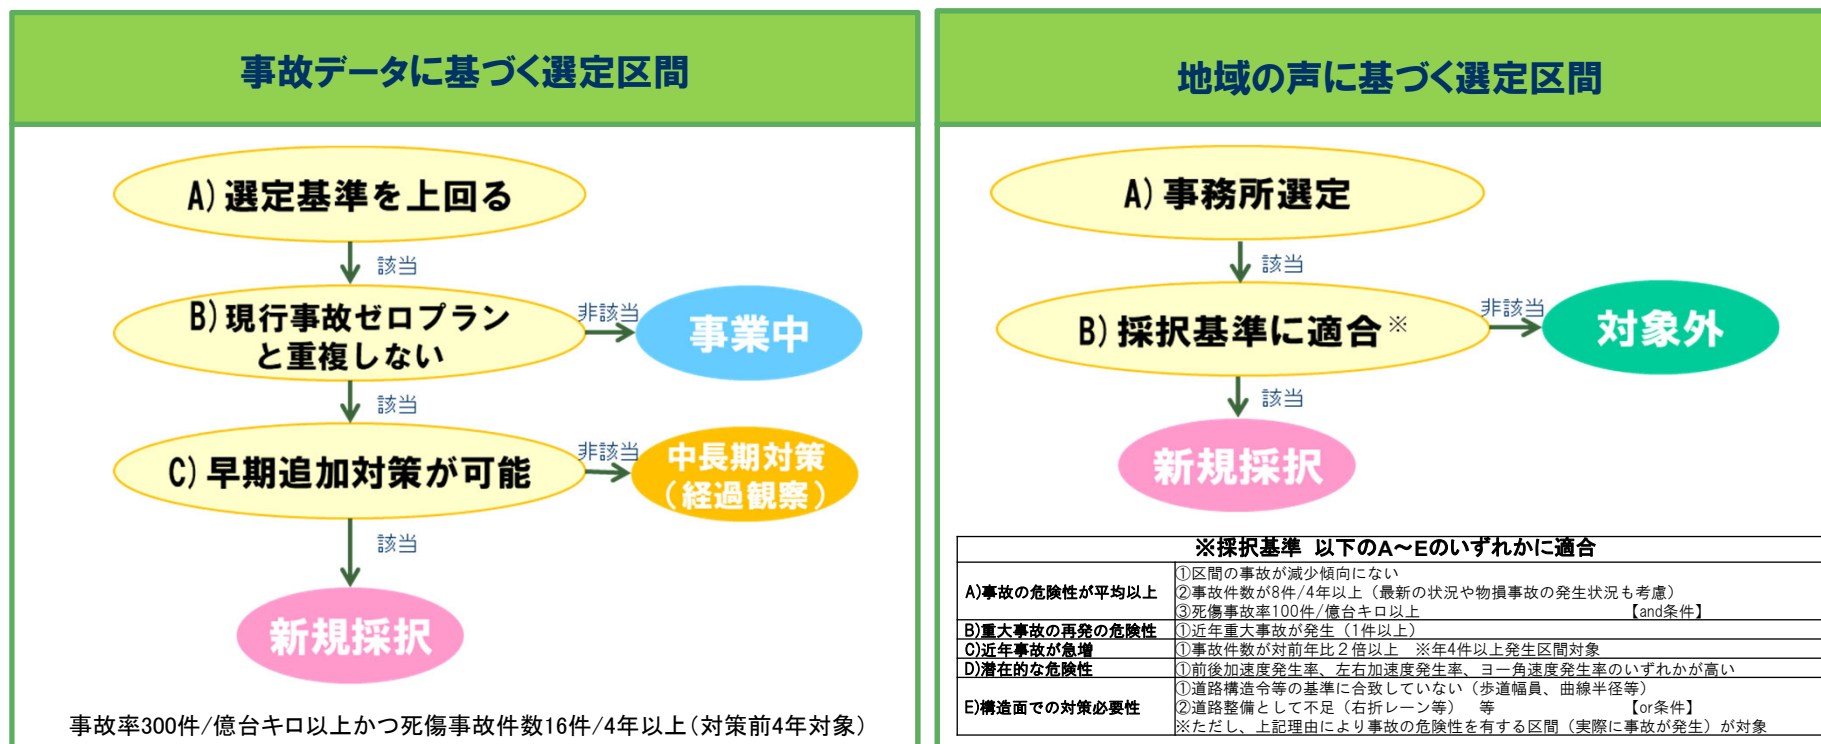 事故データに基づく選定区間
A)選定基準を上回る
該当
B)現行事故ゼロプラン
と重複しない
非該当
事業中
該当
C)早期追加対策が可能
非該当
中長期対策
（経過観察）
該当
新規採択
事故率300件/億台キロ以上かつ死傷事故件数16件/4年以上（対策前4年対象）
地域の声に基づく選定区間
A)事務所選定
該当
B)採択基準に適合※
非該当
対象外
該当
新規採択
※採択基準 以下のA～Eのいずれかに適合
A)事故の危険性が平均以上
①区間の事故が減少傾向にない
②事故件数が8件/4年以上（最新の状況や物損事故の発生状況も考慮）
③死傷事故率100件/億台キロ以上 【and条件】
B)重大事故の再発の危険性 ①近年重大事故が発生（1件以上）
C)近年事故が急増 ①事故件数が対前年比２倍以上 ※年4件以上発生区間対象
D)潜在的な危険性 ①前後加速度発生率、左右加速度発生率、ヨー角速度発生率のいずれかが高い
E)構造面での対策必要性
①道路構造令等の基準に合致していない（歩道幅員、曲線半径等）
②道路整備として不足（右折レーン等） 等 【or条件】
※ただし、上記理由により事故の危険性を有する区間（実際に事故が発生）が対象